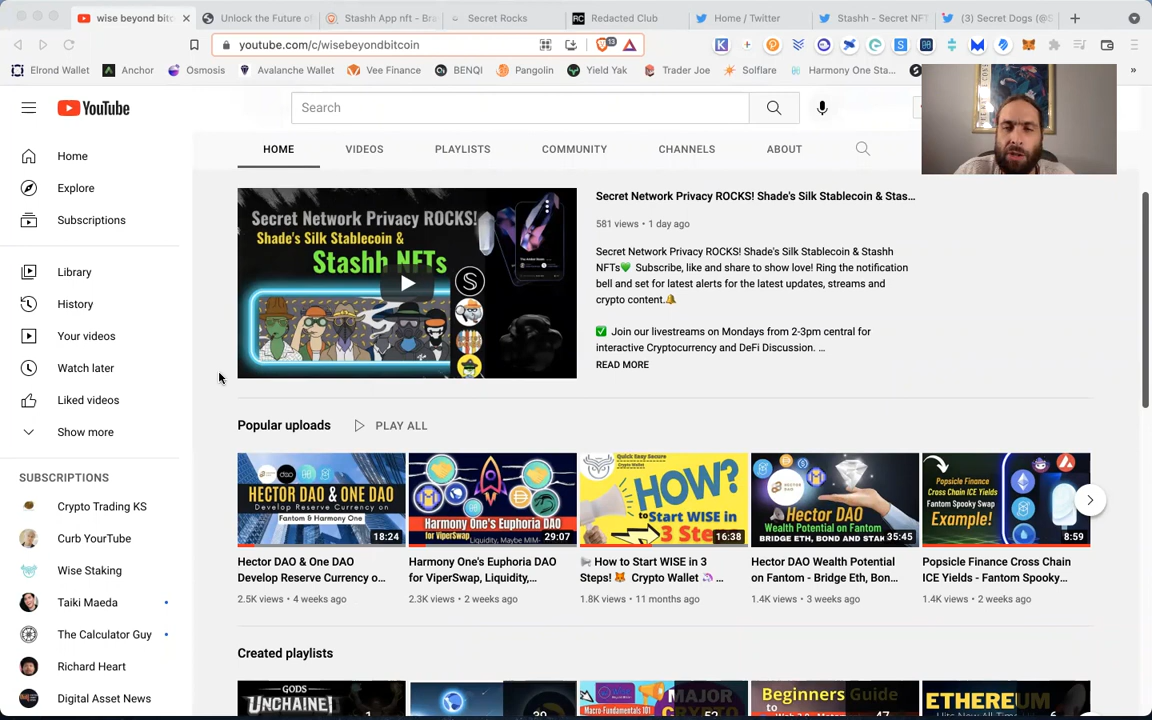 wise beyond bitc
Unlock the Future of
Stashh App nft - Bra
Secret Rocks
Redacted Club
Home / Twitter
Stashh - Secret NFT
(3) Secret Dogs (@S
youtube.com/c/wisebeyondbitcoin
Elrond Wallet
Anchor
Osmosis
Avalanche Wallet
Vee Finance
BENQI
Pangolin
Yield Yak
Trader Joe
Solflare
Harmony One Sta...
YouTube
Search
HOME
VIDEOS
PLAYLISTS
COMMUNITY
CHANNELS
ABOUT
Home
Explore
Subscriptions
Library
History
Your videos
Watch later
Liked videos
Show more
SUBSCRIPTIONS
Crypto Trading KS
Curb YourTube
Wise Staking
Taiki Maeda
The Calculator Guy
Richard Heart
Digital Asset News
Secret Network Privacy ROCKS!
Shade's Silk Stablecoin &
Stashh NFTs
Secret Network Privacy ROCKS! Shade's Silk Stablecoin & Stas...
581 views • 1 day ago
Secret Network Privacy ROCKS! Shade's Silk Stablecoin & Stashh
NFTs💚 Subscribe, like and share to show love! Ring the notification
bell and set for latest alerts for the latest updates, streams and
crypto content.🔔
✅ Join our livestreams on Mondays from 2-3pm central for
interactive Cryptocurrency and DeFi Discussion. ...
READ MORE
Popular uploads
PLAY ALL
HECTOR DAO & ONE DAO
Develop Reserve Currency on
Fantom & Harmony One
18:24
Harmony One's Euphoria DAO
for ViperSwap
Liquidity, Maybe MIM
29:07
Quick Easy Secure
Crypto Wallet
HOW?
to Start WISE in
3 Ste
16:38
HECTOR DAO
Hector DAO
Wealth Potential on Fantom
BRIDGE ETH, BOND AND STAK
35:45
Popsicle Finance
Cross Chain ICE Yields
Fantom Spooky Swap
Example!
8:59
Hector DAO & One DAO
Develop Reserve Currency o...
2.5K views • 4 weeks ago
Harmony One's Euphoria DAO
for ViperSwap, Liquidity,...
2.3K views • 2 weeks ago
📢 How to Start WISE in 3
Steps! 🦊 Crypto Wallet 🦄 ...
1.8K views • 11 months ago
Hector DAO Wealth Potential
on Fantom - Bridge Eth, Bon...
1.4K views • 3 weeks ago
Popsicle Finance Cross Chain
ICE Yields - Fantom Spooky...
1.4K views • 2 weeks ago
Created playlists
GODS
UNCHAINE
MAJOR
Macro-Fundamentals 101
Beginners Guide
ETHEREUM